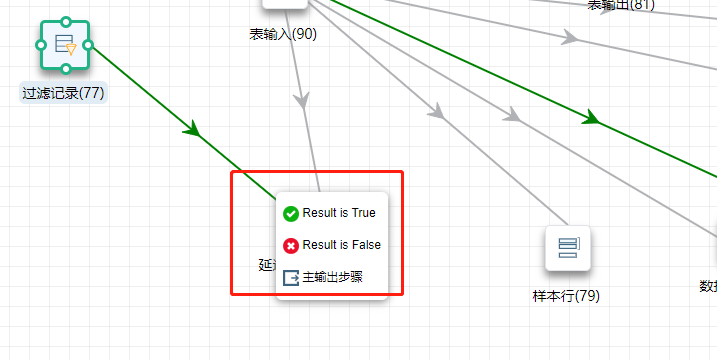 表输出(81)
表输入(90)
过滤记录(77)
Result is True
Result is False
延
主输出步骤
样本行(79)
数